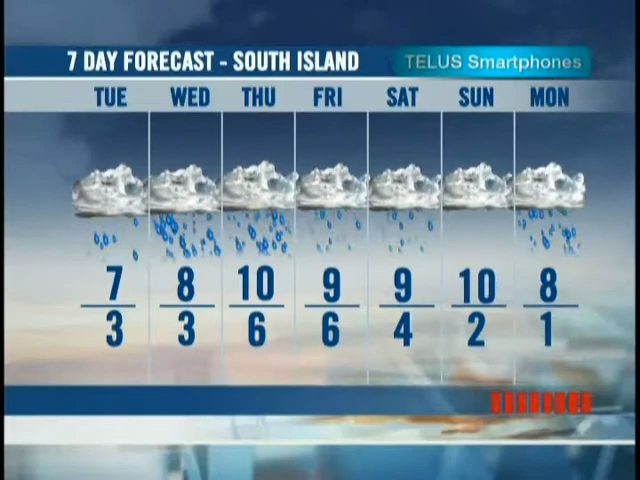 7 DAY FORECAST - SOUTH ISLAND TELUS Smartphones
TUE WED THU FRI SAT SUN MON
7 8 10 9 9 10 8
3 3 6 6 4 2 1